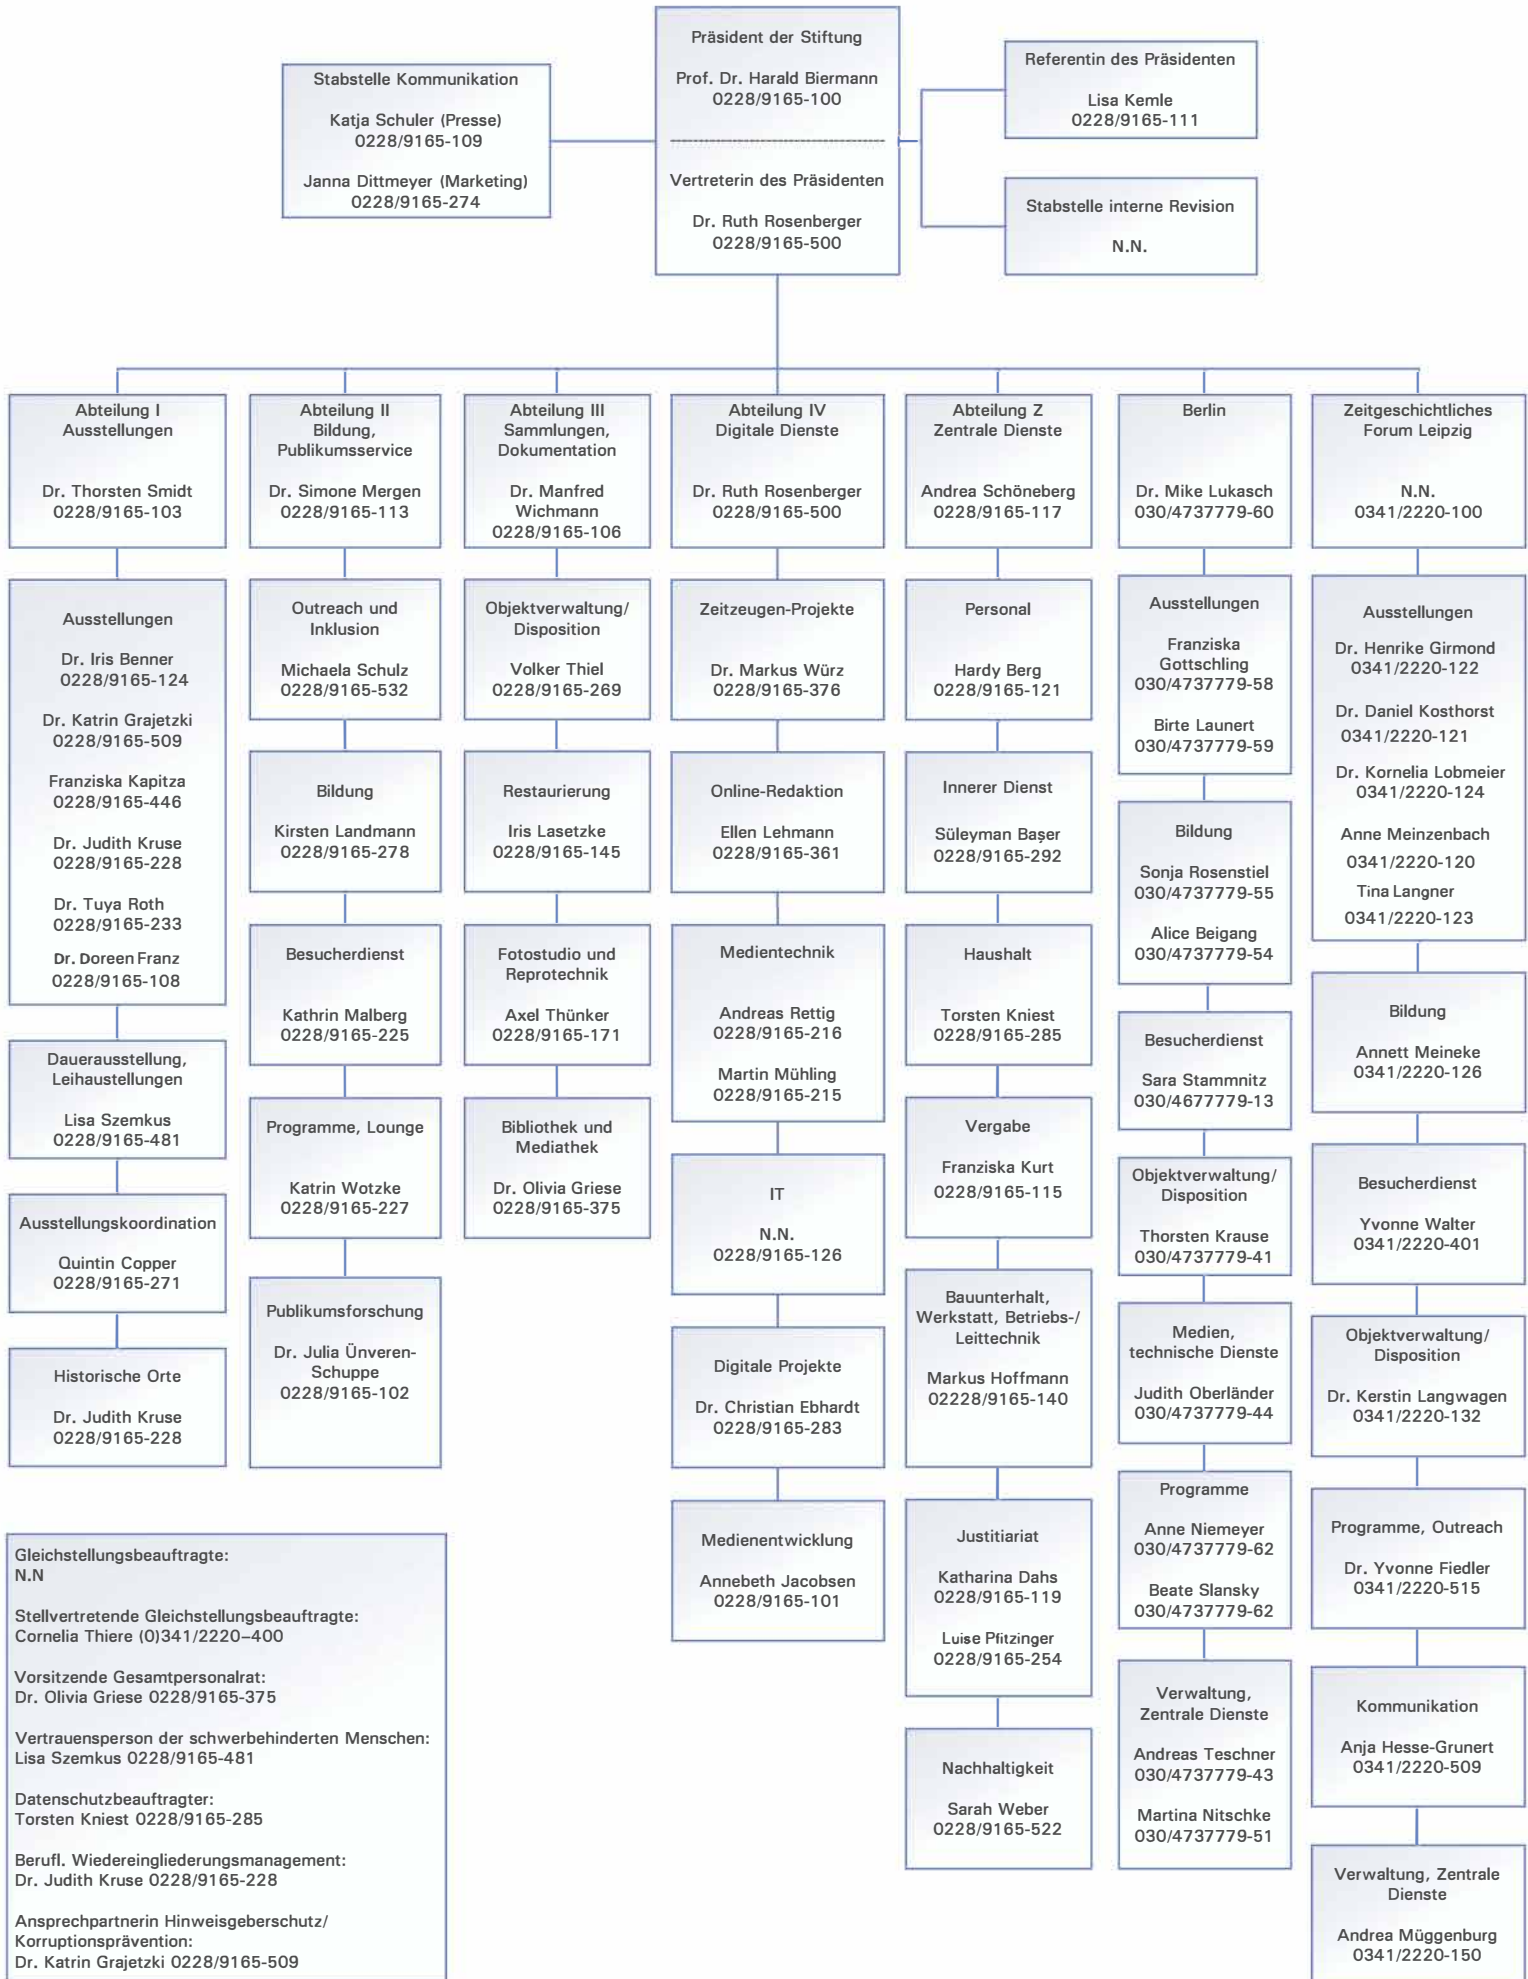 Präsident der Stiftung
Prof. Dr. Harald Biermann
0228/9165-100
Vertreterin des Präsidenten
Dr. Ruth Rosenberger
0228/9165-500
Stabstelle Kommunikation
Katja Schuler (Presse)
0228/9165-109
Janna Dittmeyer (Marketing)
0228/9165-274
Referentin des Präsidenten
Lisa Kemle
0228/9165-111
Stabstelle interne Revision
N.N.
Abteilung I
Ausstellungen
Dr. Thorsten Smidt
0228/9165-103
Ausstellungen
Dr. Iris Benner
0228/9165-124
Dr. Katrin Grajetzki
0228/9165-509
Franziska Kapitza
0228/9165-446
Dr. Judith Kruse
0228/9165-228
Dr. Tuya Roth
0228/9165-233
Dr. Doreen Franz
0228/9165-108
Dauerausstellung,
Leihaustellungen
Lisa Szemkus
0228/9165-481
Ausstellungskoordination
Quintin Copper
0228/9165-271
Historische Orte
Dr. Judith Kruse
0228/9165-228
Abteilung II
Bildung,
Publikumsservice
Dr. Simone Mergen
0228/9165-113
Outreach und
Inklusion
Michaela Schulz
0228/9165-532
Bildung
Kirsten Landmann
0228/9165-278
Besucherdienst
Kathrin Malberg
0228/9165-225
Programme, Lounge
Katrin Wotzke
0228/9165-227
Publikumsforschung
Dr. Julia Ünveren-
Schuppe
0228/9165-102
Abteilung III
Sammlungen,
Dokumentation
Dr. Manfred
Wichmann
0228/9165-106
Objektverwaltung/
Disposition
Volker Thiel
0228/9165-269
Restaurierung
Iris Lasetzke
0228/9165-145
Fotostudio und
Reprotechnik
Axel Thünker
0228/9165-171
Bibliothek und
Mediathek
Dr. Olivia Griese
0228/9165-375
Abteilung IV
Digitale Dienste
Dr. Ruth Rosenberger
0228/9165-500
Zeitzeugen-Projekte
Dr. Markus Würz
0228/9165-376
Online-Redaktion
Ellen Lehmann
0228/9165-361
Medientechnik
Andreas Rettig
0228/9165-216
Martin Mühling
0228/9165-215
IT
N.N.
0228/9165-126
Digitale Projekte
Dr. Christian Ebhardt
0228/9165-283
Medienentwicklung
Annebeth Jacobsen
0228/9165-101
Abteilung Z
Zentrale Dienste
Andrea Schöneberg
0228/9165-117
Personal
Hardy Berg
0228/9165-121
Innerer Dienst
Süleyman Başer
0228/9165-292
Haushalt
Torsten Kniest
0228/9165-285
Vergabe
Franziska Kurt
0228/9165-115
Bauunterhalt,
Werkstatt, Betriebs-/
Leittechnik
Markus Hoffmann
02228/9165-140
Justitiariat
Katharina Dahs
0228/9165-119
Luise Pfitzinger
0228/9165-254
Nachhaltigkeit
Sarah Weber
0228/9165-522
Berlin
Dr. Mike Lukasch
030/4737779-60
Ausstellungen
Franziska
Gottschling
030/4737779-58
Birte Launert
030/4737779-59
Bildung
Sonja Rosenstiel
030/4737779-55
Alice Beigang
030/4737779-54
Besucherdienst
Sara Stammnitz
030/4677779-13
Objektverwaltung/
Disposition
Thorsten Krause
030/4737779-41
Medien,
technische Dienste
Judith Oberländer
030/4737779-44
Programme
Anne Niemeyer
030/4737779-62
Beate Slansky
030/4737779-62
Verwaltung,
Zentrale Dienste
Andreas Teschner
030/4737779-43
Martina Nitschke
030/4737779-51
Zeitgeschichtliches
Forum Leipzig
N.N.
0341/2220-100
Ausstellungen
Dr. Henrike Girmond
0341/2220-122
Dr. Daniel Kosthorst
0341/2220-121
Dr. Kornelia Lobmeier
0341/2220-124
Anne Meinzenbach
0341/2220-120
Tina Langner
0341/2220-123
Bildung
Annett Meineke
0341/2220-126
Besucherdienst
Yvonne Walter
0341/2220-401
Objektverwaltung/
Disposition
Dr. Kerstin Langwagen
0341/2220-132
Programme, Outreach
Dr. Yvonne Fiedler
0341/2220-515
Kommunikation
Anja Hesse-Grunert
0341/2220-509
Verwaltung, Zentrale
Dienste
Andrea Müggenburg
0341/2220-150
Gleichstellungsbeauftragte:
N.N
Stellvertretende Gleichstellungsbeauftragte:
Cornelia Thiere (0)341/2220–400
Vorsitzende Gesamtpersonalrat:
Dr. Olivia Griese 0228/9165-375
Vertrauensperson der schwerbehinderten Menschen:
Lisa Szemkus 0228/9165-481
Datenschutzbeauftragter:
Torsten Kniest 0228/9165-285
Berufl. Wiedereingliederungsmanagement:
Dr. Judith Kruse 0228/9165-228
Ansprechpartnerin Hinweisgeberschutz/
Korruptionsprävention:
Dr. Katrin Grajetzki 0228/9165-509